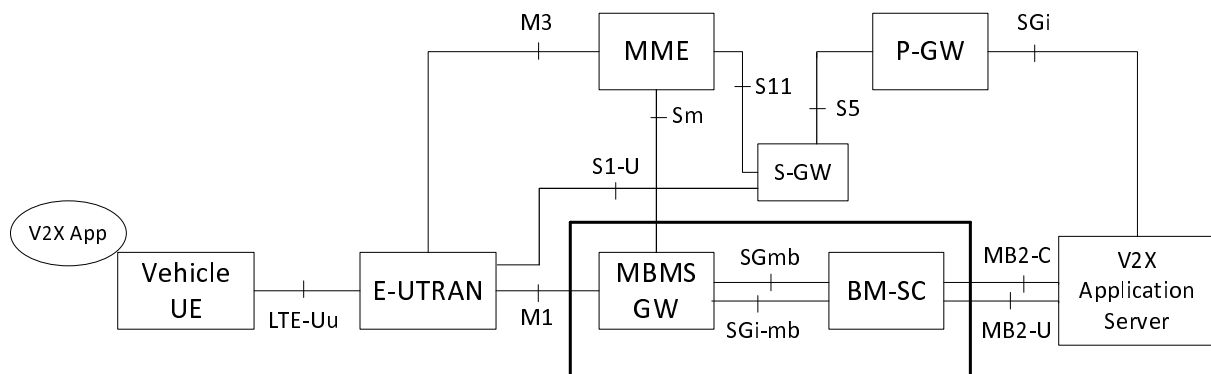 M3
MME
P-GW
SGi
S11
S5
Sm
S-GW
S1-U
V2X App
Vehicle
UE
LTE-Uu
E-UTRAN
M1
MBMS
GW
SGmb
SGi-mb
BM-SC
MB2-C
MB2-U
V2X
Application
Server